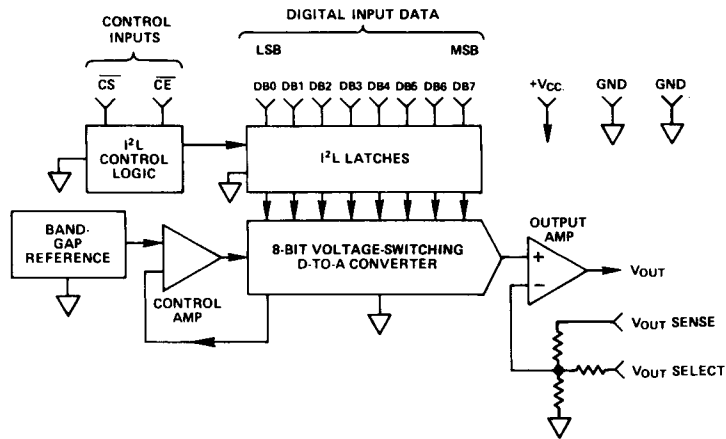 CONTROL
INPUTS
DIGITAL INPUT DATA
LSB
MSB
CS
CE
DB0 DB1 DB2 DB3 DB4 DB5 DB6 DB7
+VCC
GND
GND
I²L
CONTROL
LOGIC
I²L LATCHES
BAND-
GAP
REFERENCE
CONTROL
AMP
8-BIT VOLTAGE-SWITCHING
D-TO-A CONVERTER
OUTPUT
AMP
+
−
VOUT
VOUT SENSE
VOUT SELECT